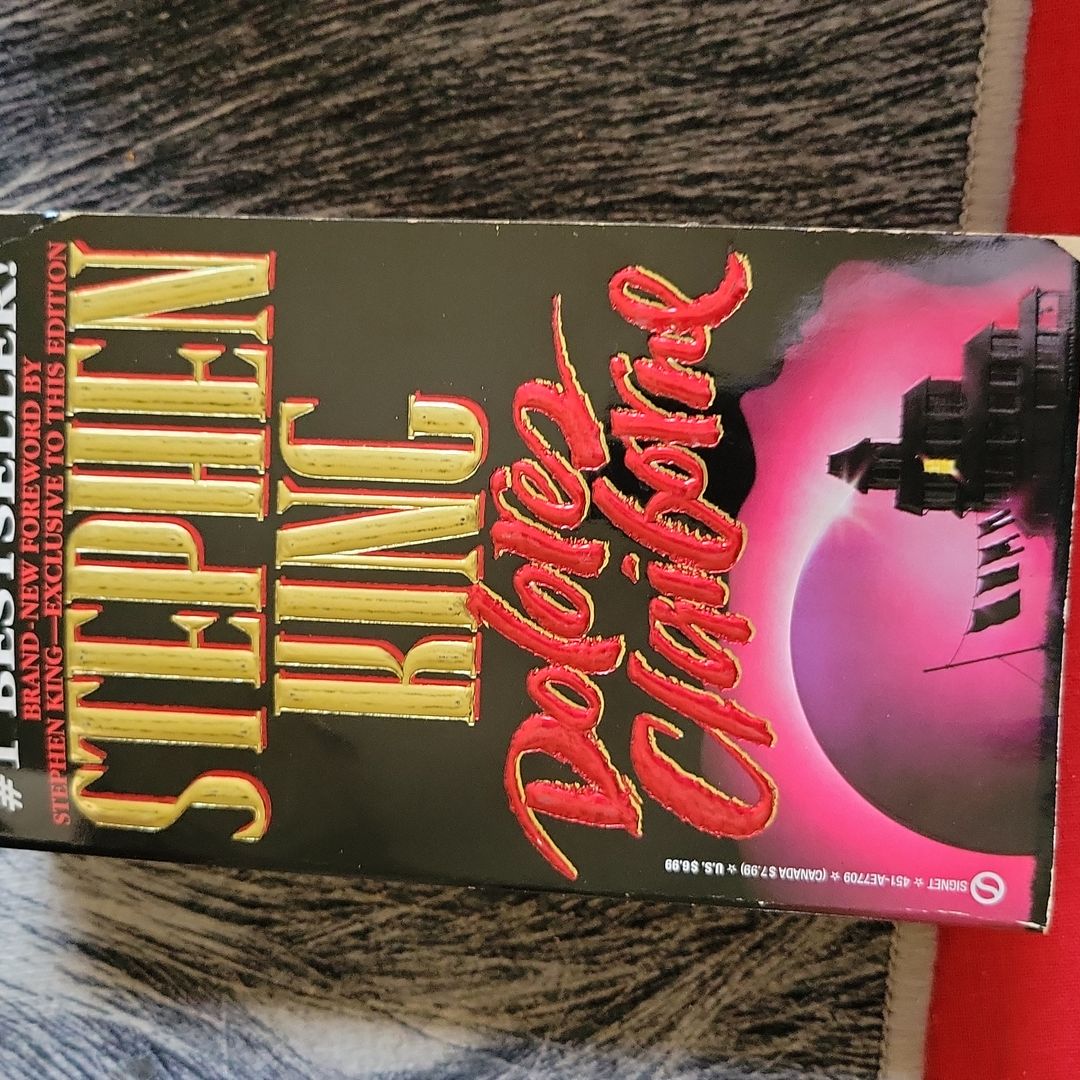 #1 BESTSELLER!
BRAND-NEW FOREWORD BY
STEPHEN KING—EXCLUSIVE TO THIS EDITION
STEPHEN
KING
Dolores
Claiborne
SIGNET ★ 451-AE7709 ★ (CANADA $7.99) ★ U.S. $6.99